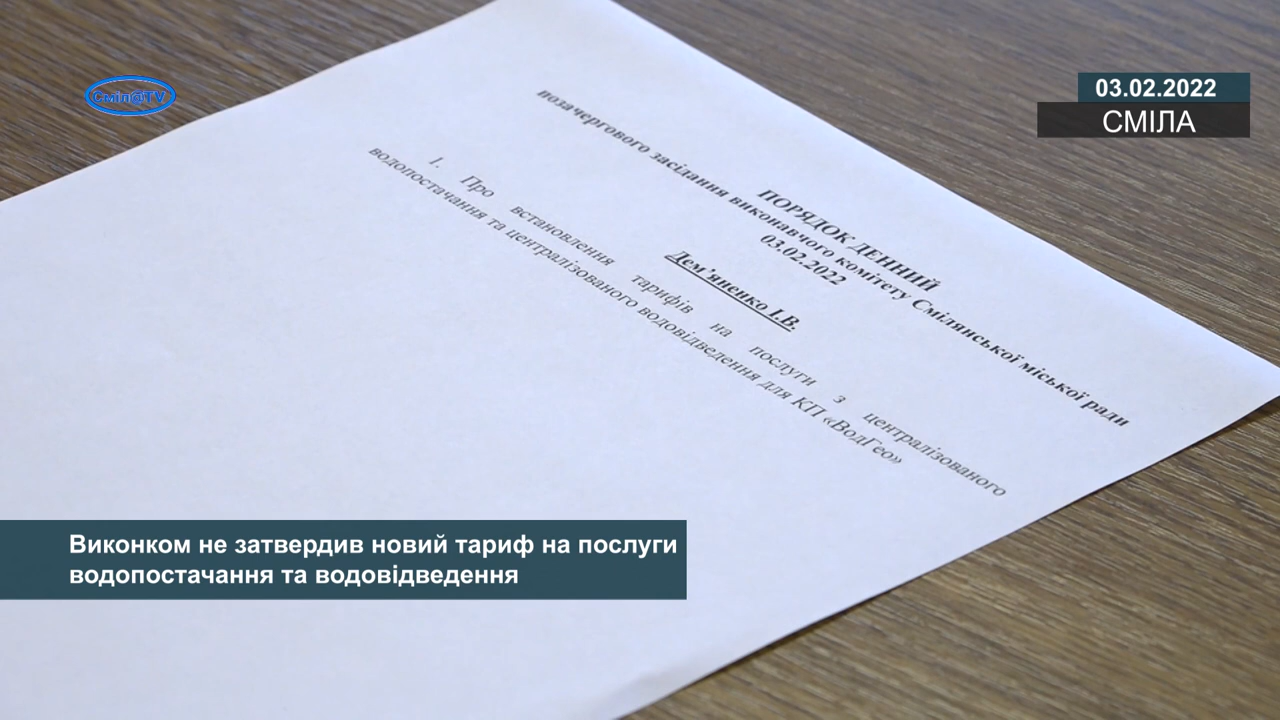 Сміл@TV
03.02.2022
СМІЛА
ПОРЯДОК ДЕННИЙ
позачергового засідання виконавчого комітету Смілянської міської ради
03.02.2022
Дем'яненко І.В.
1. Про встановлення тарифів на послуги з централізованого
водопостачання та централізованого водовідведення для КП «ВодГео»
Виконком не затвердив новий тариф на послуги
водопостачання та водовідведення